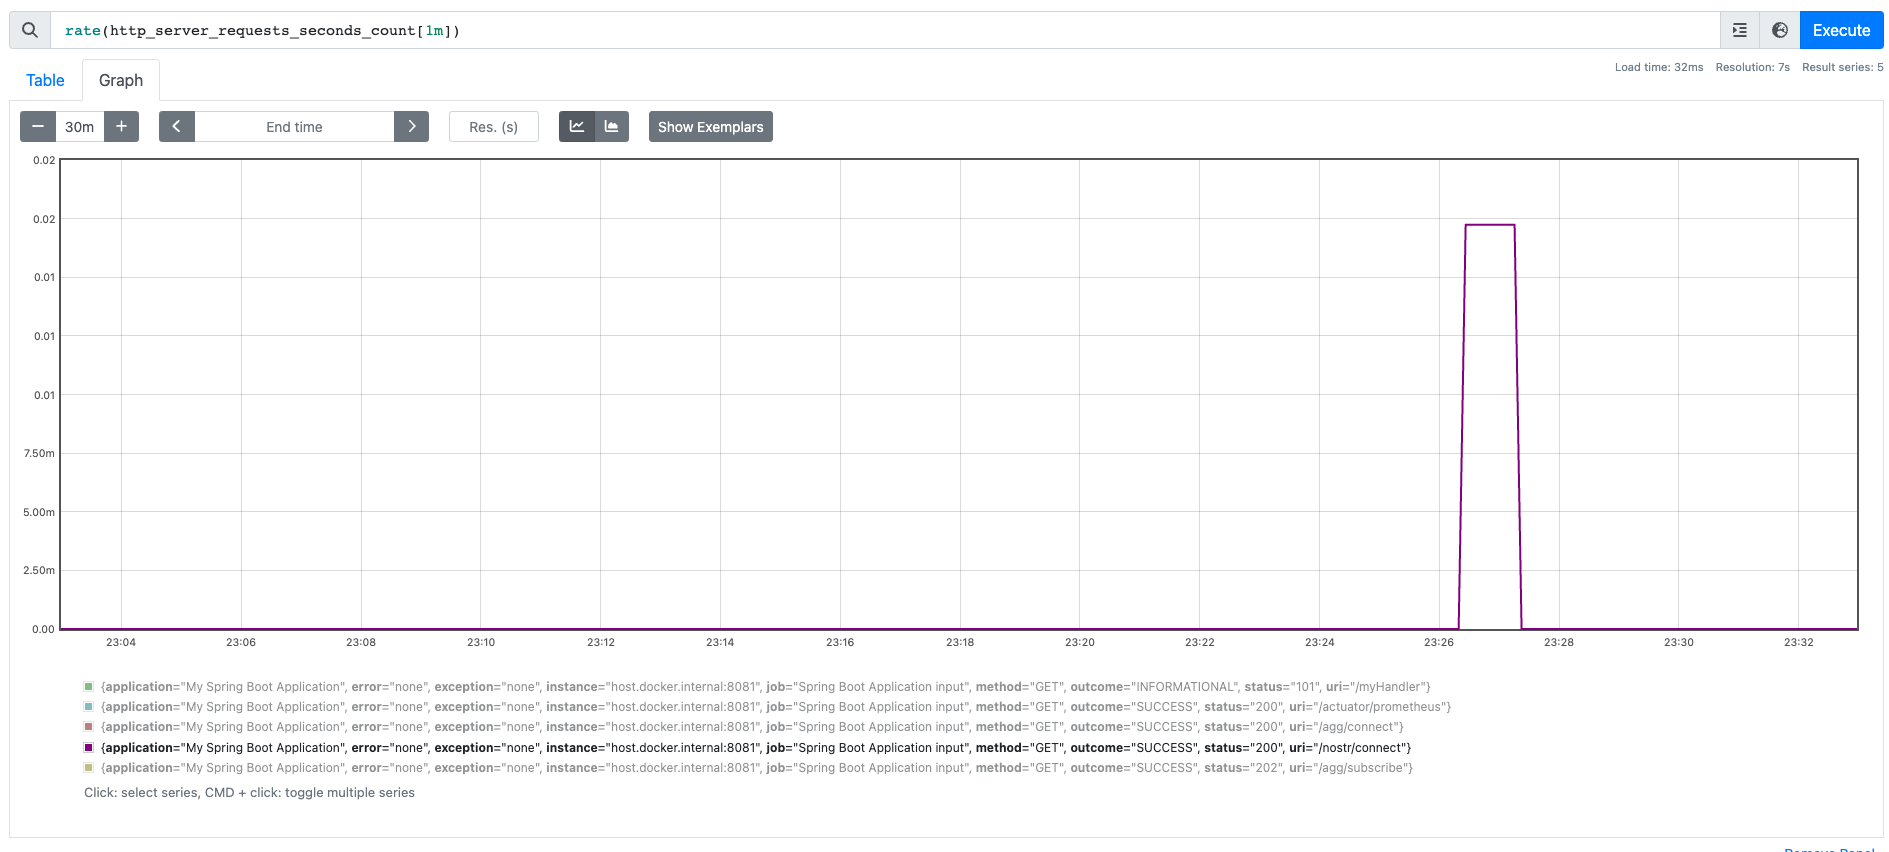 rate(http_server_requests_seconds_count[1m])
Execute
Table
Graph
Load time: 32ms Resolution: 7s Result series: 5
30m
End time
Res. (s)
Show Exemplars
0.02
0.02
0.01
0.01
0.01
7.50m
5.00m
2.50m
0.00
23:04 23:06 23:08 23:10 23:12 23:14 23:16 23:18 23:20 23:22 23:24 23:26 23:28 23:30 23:32
{application="My Spring Boot Application", error="none", exception="none", instance="host.docker.internal:8081", job="Spring Boot Application input", method="GET", outcome="INFORMATIONAL", status="101", uri="/myHandler"}
{application="My Spring Boot Application", error="none", exception="none", instance="host.docker.internal:8081", job="Spring Boot Application input", method="GET", outcome="SUCCESS", status="200", uri="/actuator/prometheus"}
{application="My Spring Boot Application", error="none", exception="none", instance="host.docker.internal:8081", job="Spring Boot Application input", method="GET", outcome="SUCCESS", status="200", uri="/agg/connect"}
{application="My Spring Boot Application", error="none", exception="none", instance="host.docker.internal:8081", job="Spring Boot Application input", method="GET", outcome="SUCCESS", status="200", uri="/nostr/connect"}
{application="My Spring Boot Application", error="none", exception="none", instance="host.docker.internal:8081", job="Spring Boot Application input", method="GET", outcome="SUCCESS", status="202", uri="/agg/subscribe"}
Click: select series, CMD + click: toggle multiple series
Remove Panel